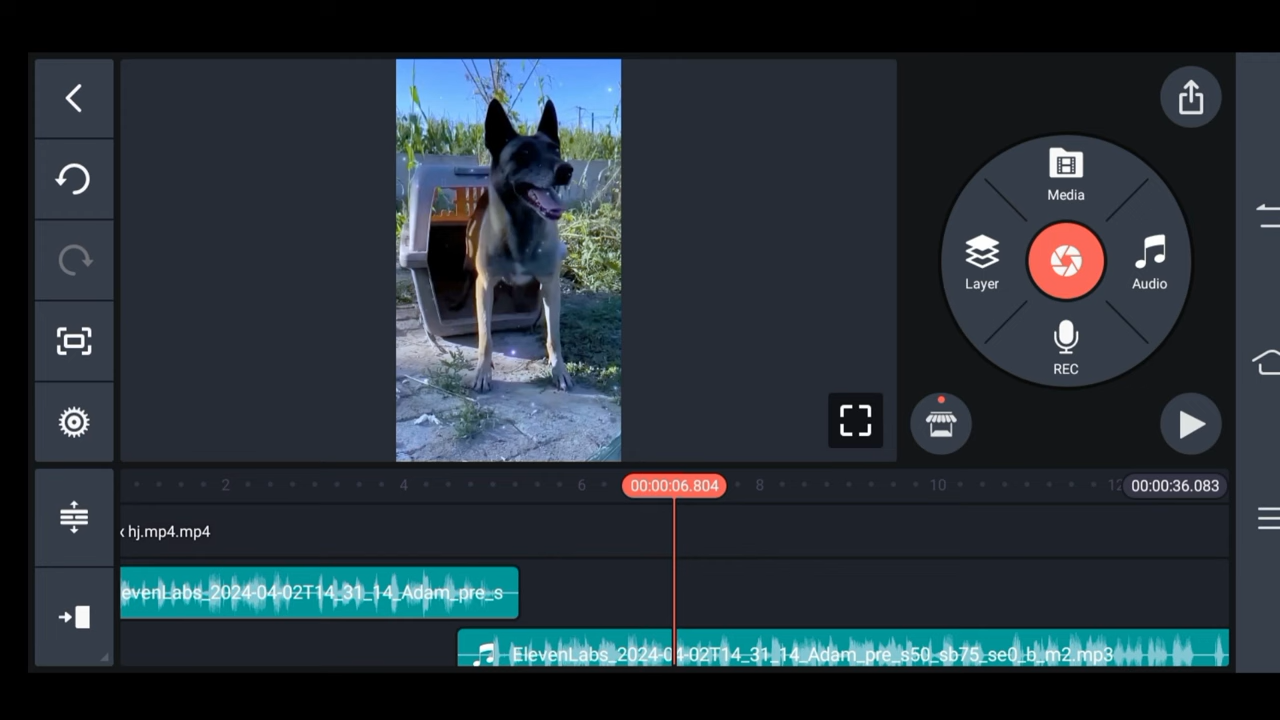 Media
Layer
Audio
REC
2
4
6
00:00:06.804
8
10
12
00:00:36.083
x hj.mp4.mp4
evenLabs_2024-04-02T14_31_14_Adam_pre_s
ElevenLabs_2024-04-02T14_31_14_Adam_pre_s50_sb75_se0_b_m2.mp3